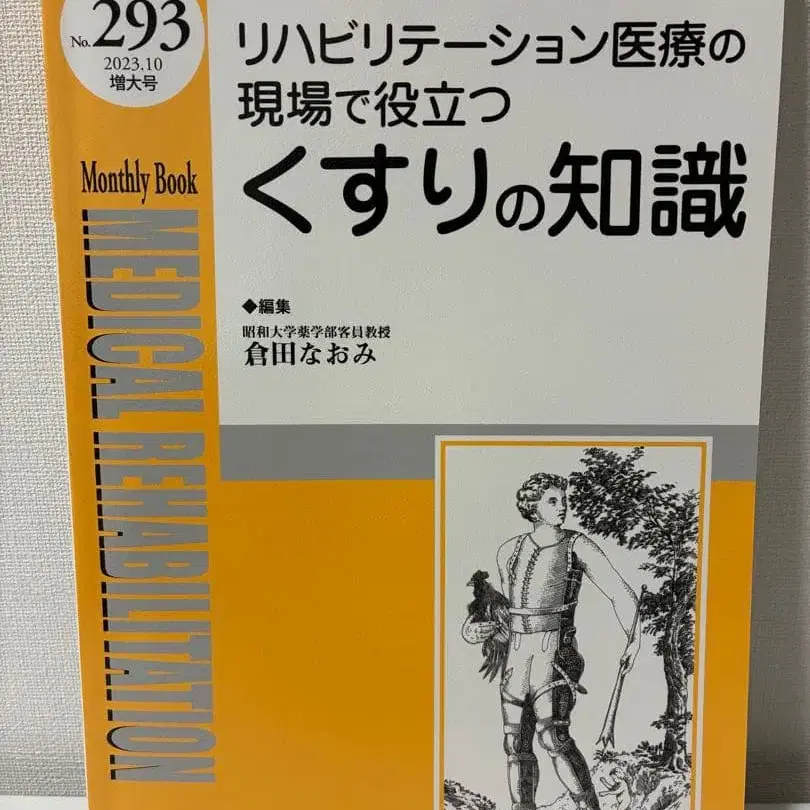 No. 293
2023.10
増大号
Monthly Book
MEDICAL REHABILITATION
リハビリテーション医療の
現場で役立つ
くすりの知識
◆編集
昭和大学薬学部客員教授
倉田なおみ